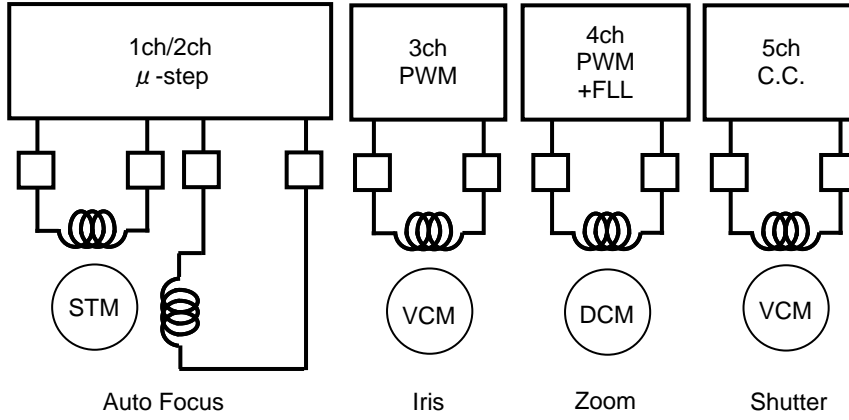 1ch/2ch
μ-step
3ch
PWM
4ch
PWM
+FLL
5ch
C.C.
STM
VCM
DCM
VCM
Auto Focus
Iris
Zoom
Shutter